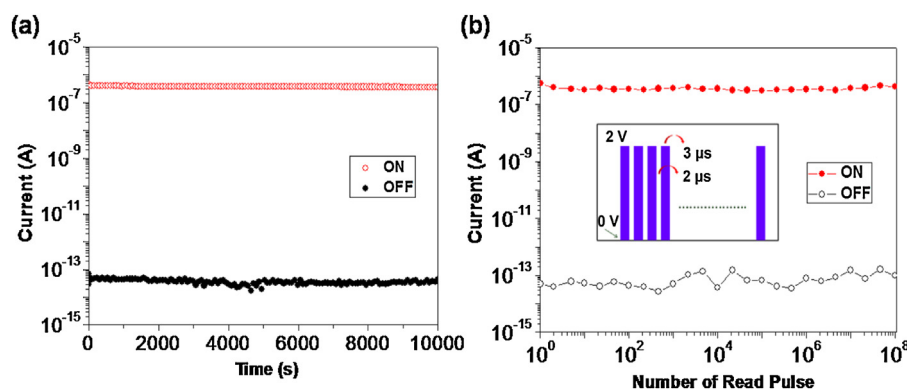 (a)
10^-5
10^-7
10^-9
10^-11
10^-13
10^-15
Current (A)
ON
OFF
0 2000 4000 6000 8000 10000
Time (s)
(b)
10^-5
10^-7
10^-9
10^-11
10^-13
10^-15
Current (A)
2 V
3 μs
2 μs
0 V
ON
OFF
10^0 10^2 10^4 10^6 10^8
Number of Read Pulse